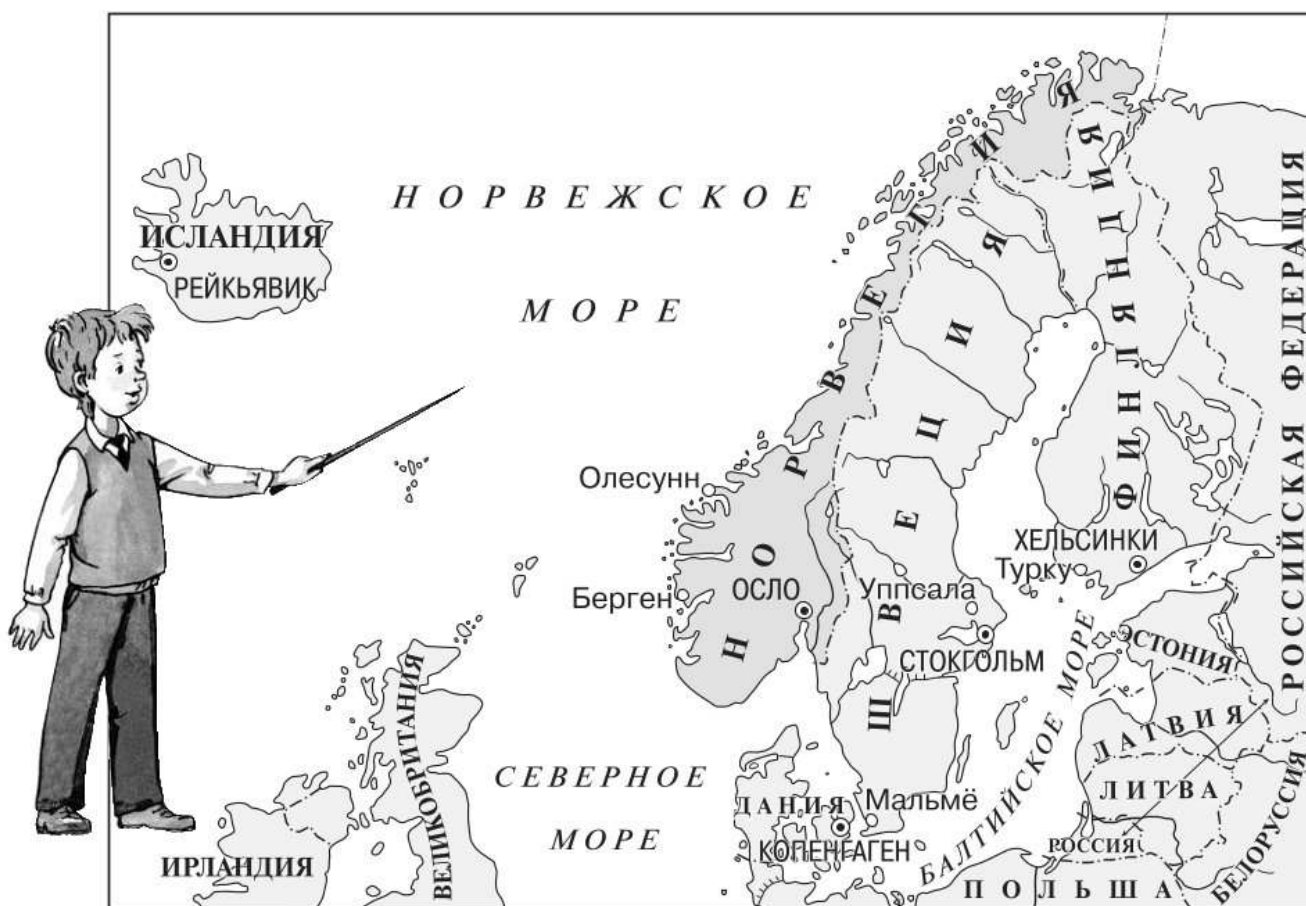 НОРВЕЖСКОЕ
МОРЕ
ИСЛАНДИЯ
РЕЙКЬЯВИК
НОРВЕГИЯ
ШВЕЦИЯ
ФИНЛЯНДИЯ
РОССИЙСКАЯ ФЕДЕРАЦИЯ
Олесунн
Берген
ОСЛО
Уппсала
СТОКГОЛЬМ
ХЕЛЬСИНКИ
Турку
ЭСТОНИЯ
ЛАТВИЯ
ЛИТВА
РОССИЯ
БЕЛОРУССИЯ
ПОЛЬША
БАЛТИЙСКОЕ МОРЕ
СЕВЕРНОЕ
МОРЕ
ДАНИЯ
Мальмё
КОПЕНГАГЕН
ВЕЛИКОБРИТАНИЯ
ИРЛАНДИЯ